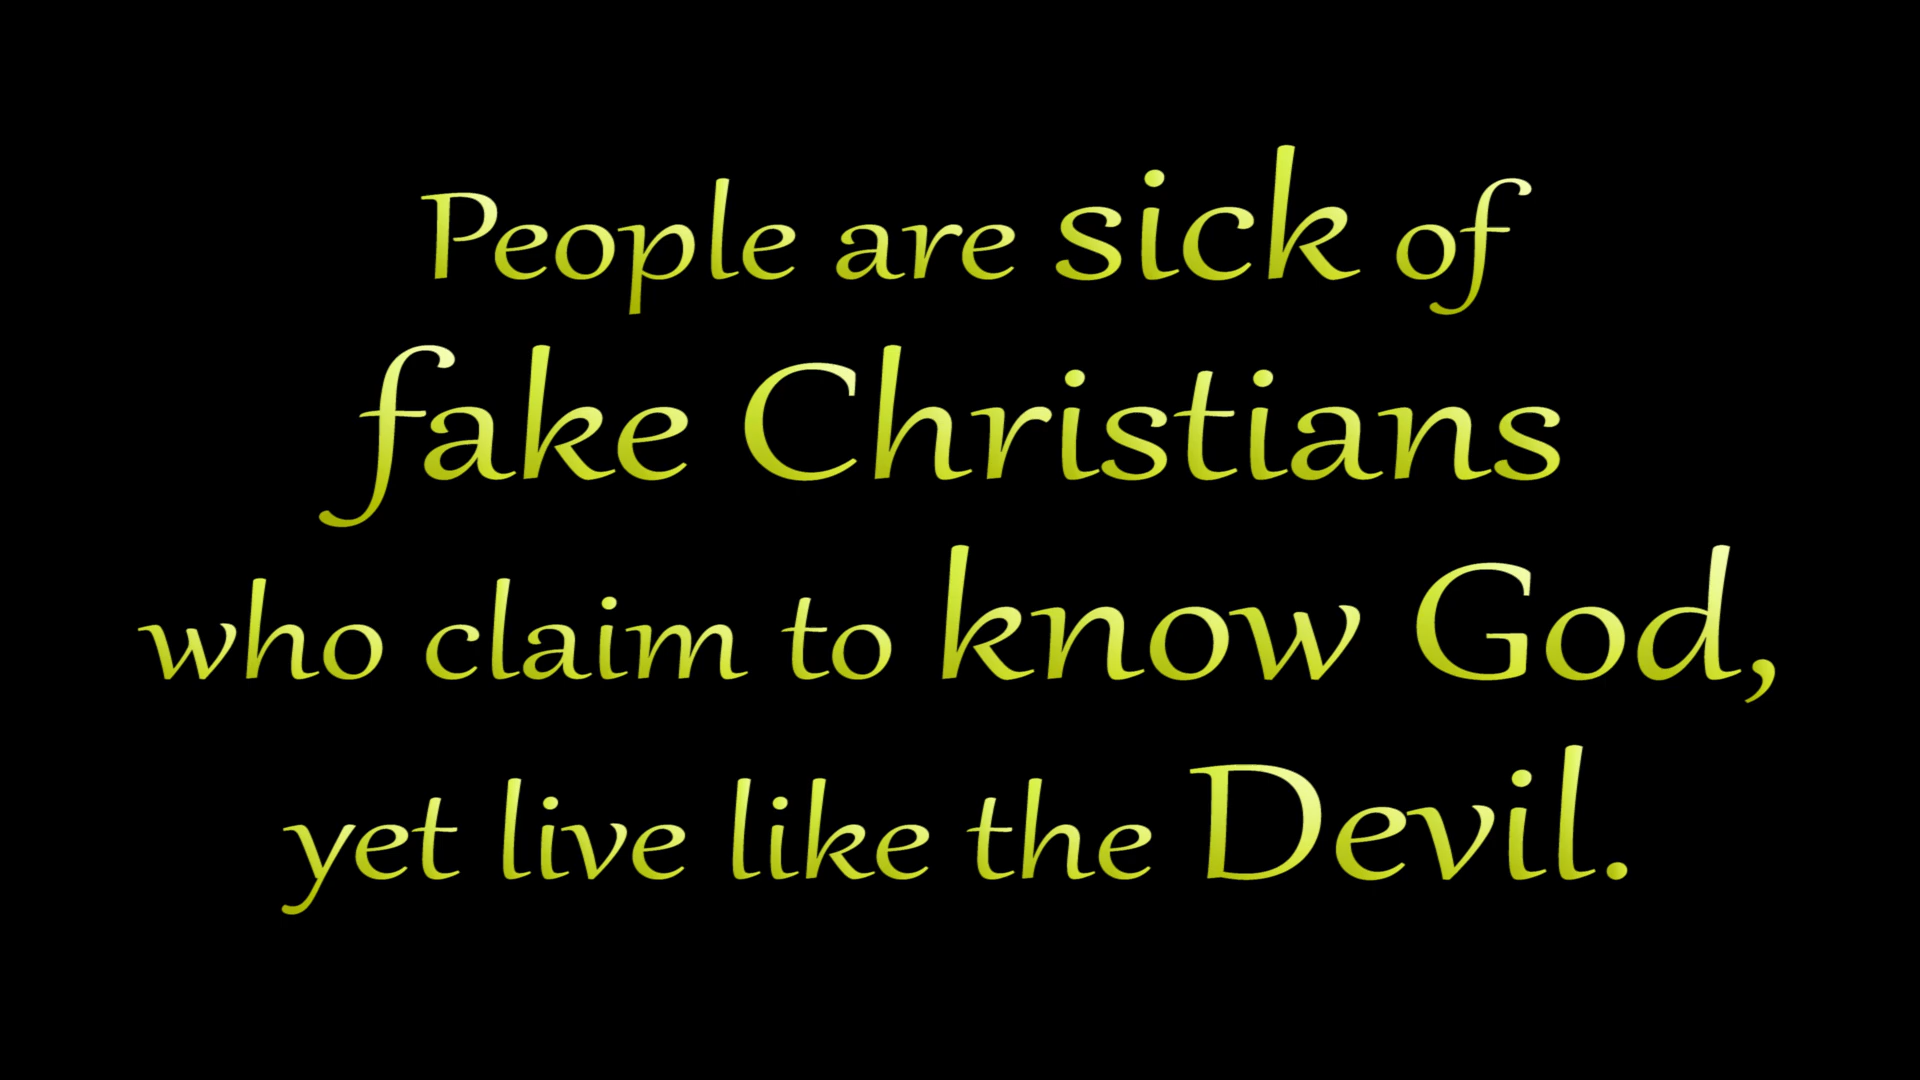 People are sick of
fake Christians
who claim to know God,
yet live like the Devil.